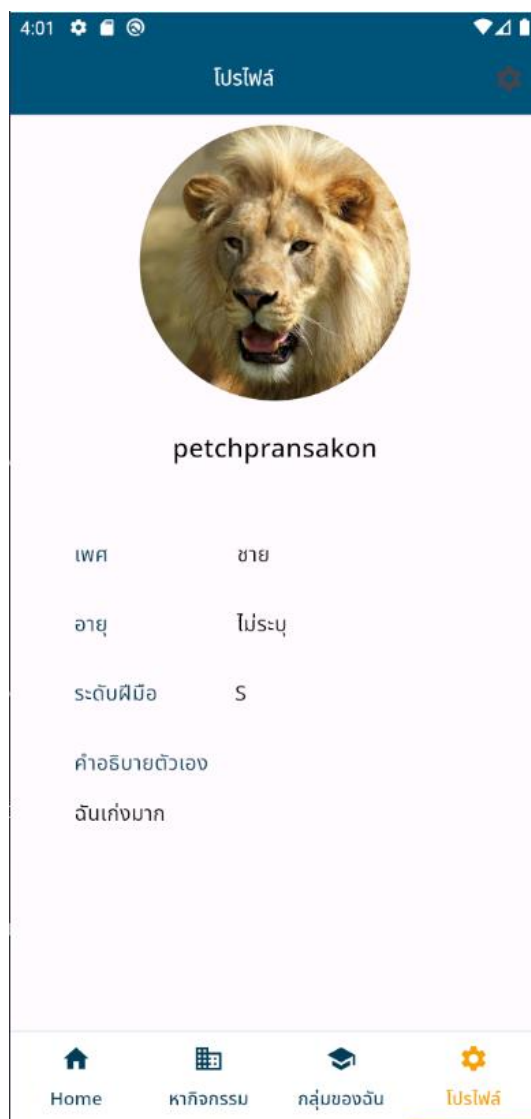 4:01
โปรไฟล์
petchpransakon
เพศ ชาย
อายุ ไม่ระบุ
ระดับฝีมือ S
คำอธิบายตัวเอง
ฉันเก่งมาก
Home หากิจกรรม กลุ่มของฉัน โปรไฟล์